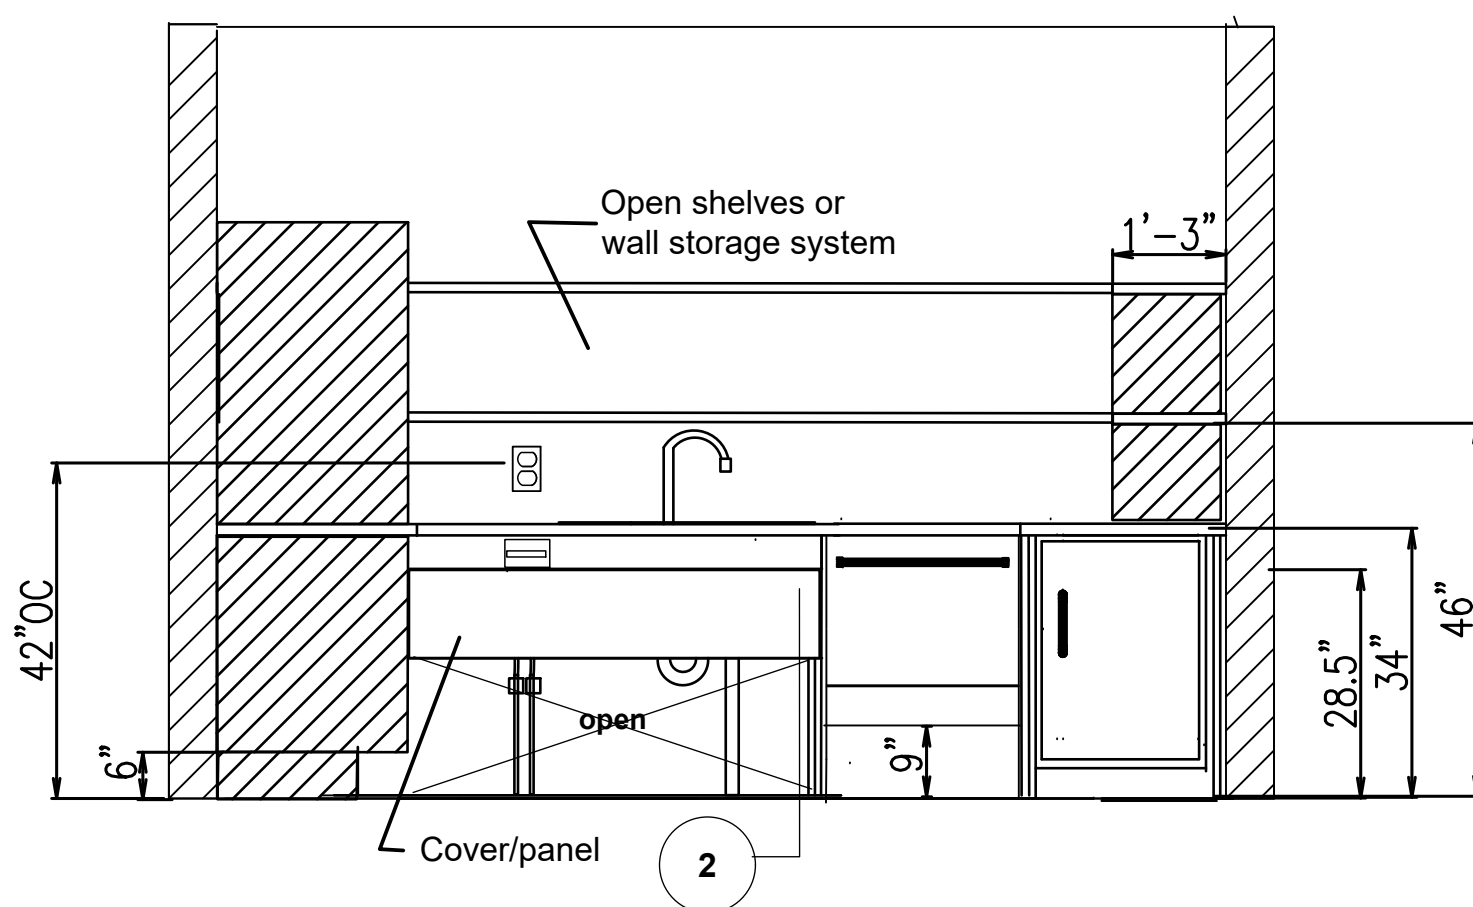 Open shelves or
wall storage system
1'-3"
42"OC
6"
open
9"
28.5"
34"
46"
Cover/panel
2